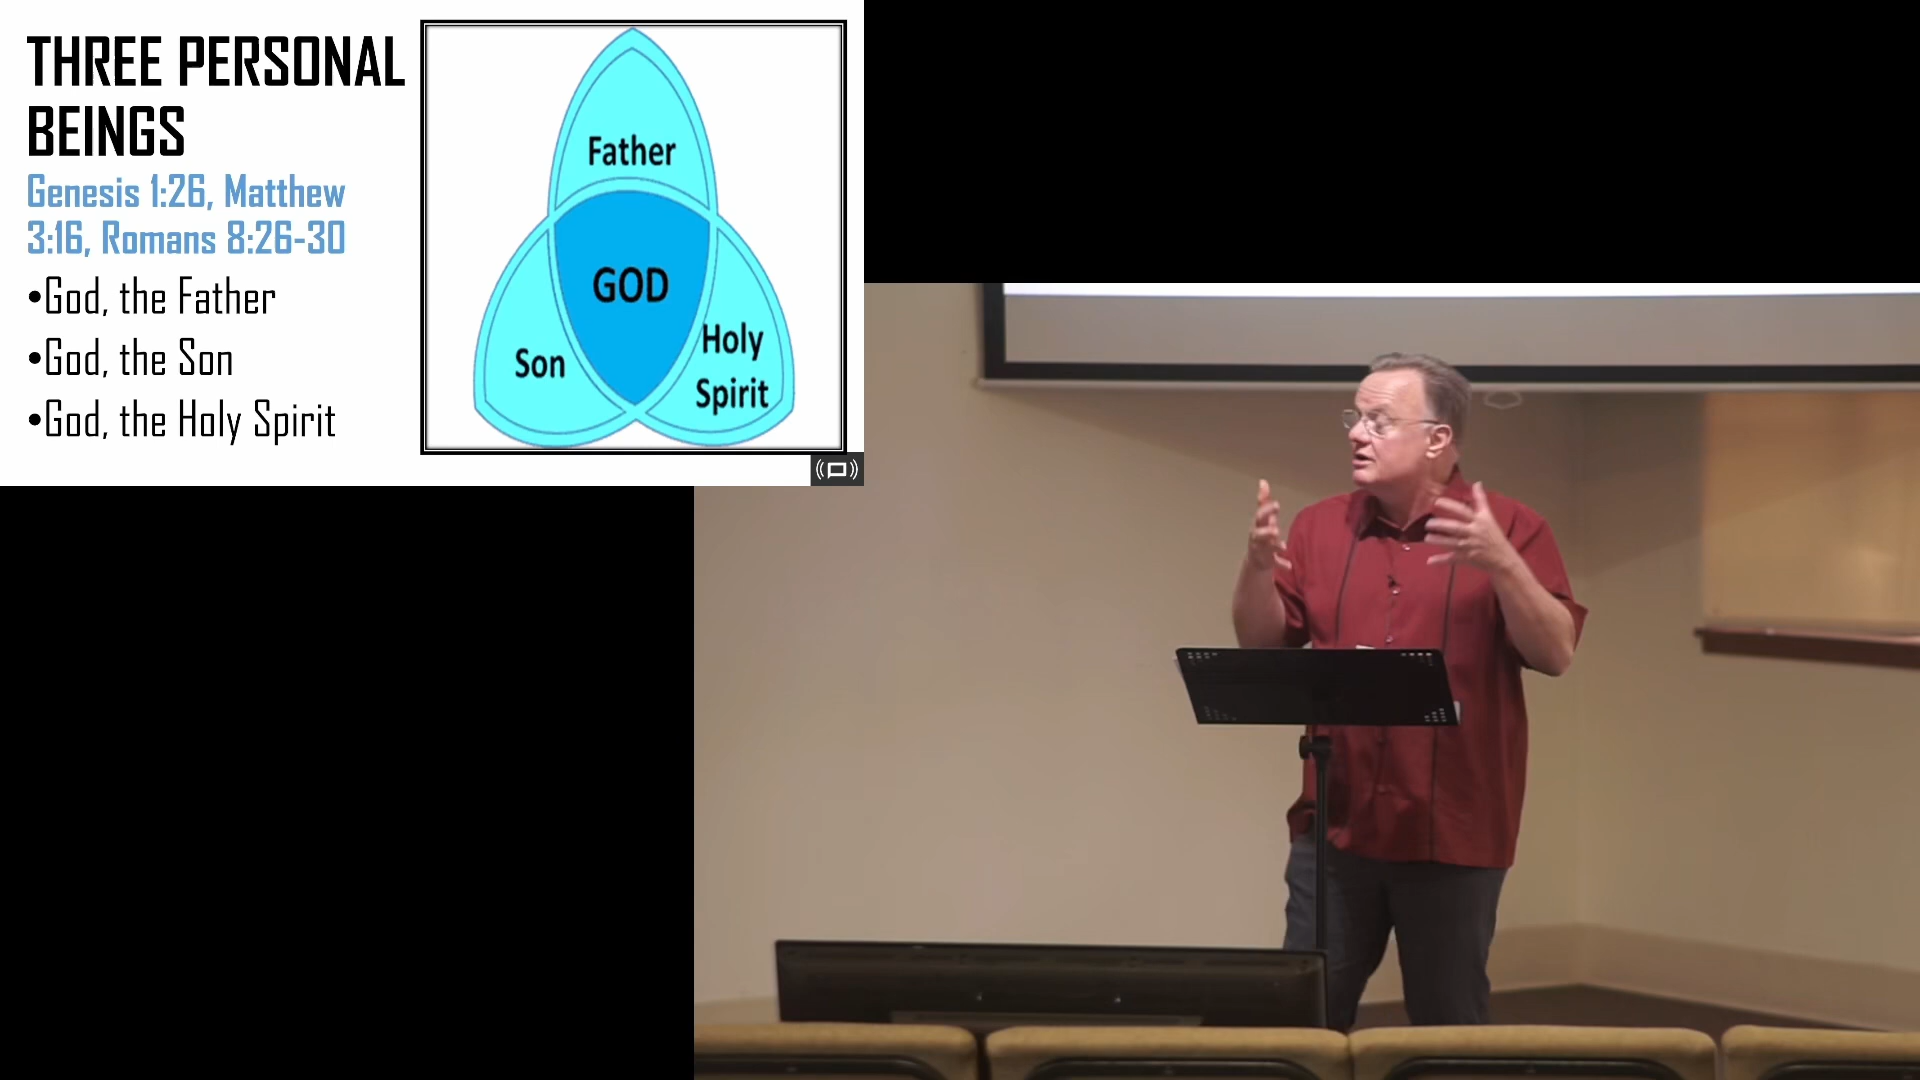 THREE PERSONAL
BEINGS
Genesis 1:26, Matthew
3:16, Romans 8:26-30
•God, the Father
•God, the Son
•God, the Holy Spirit
Father
GOD
Son
Holy
Spirit